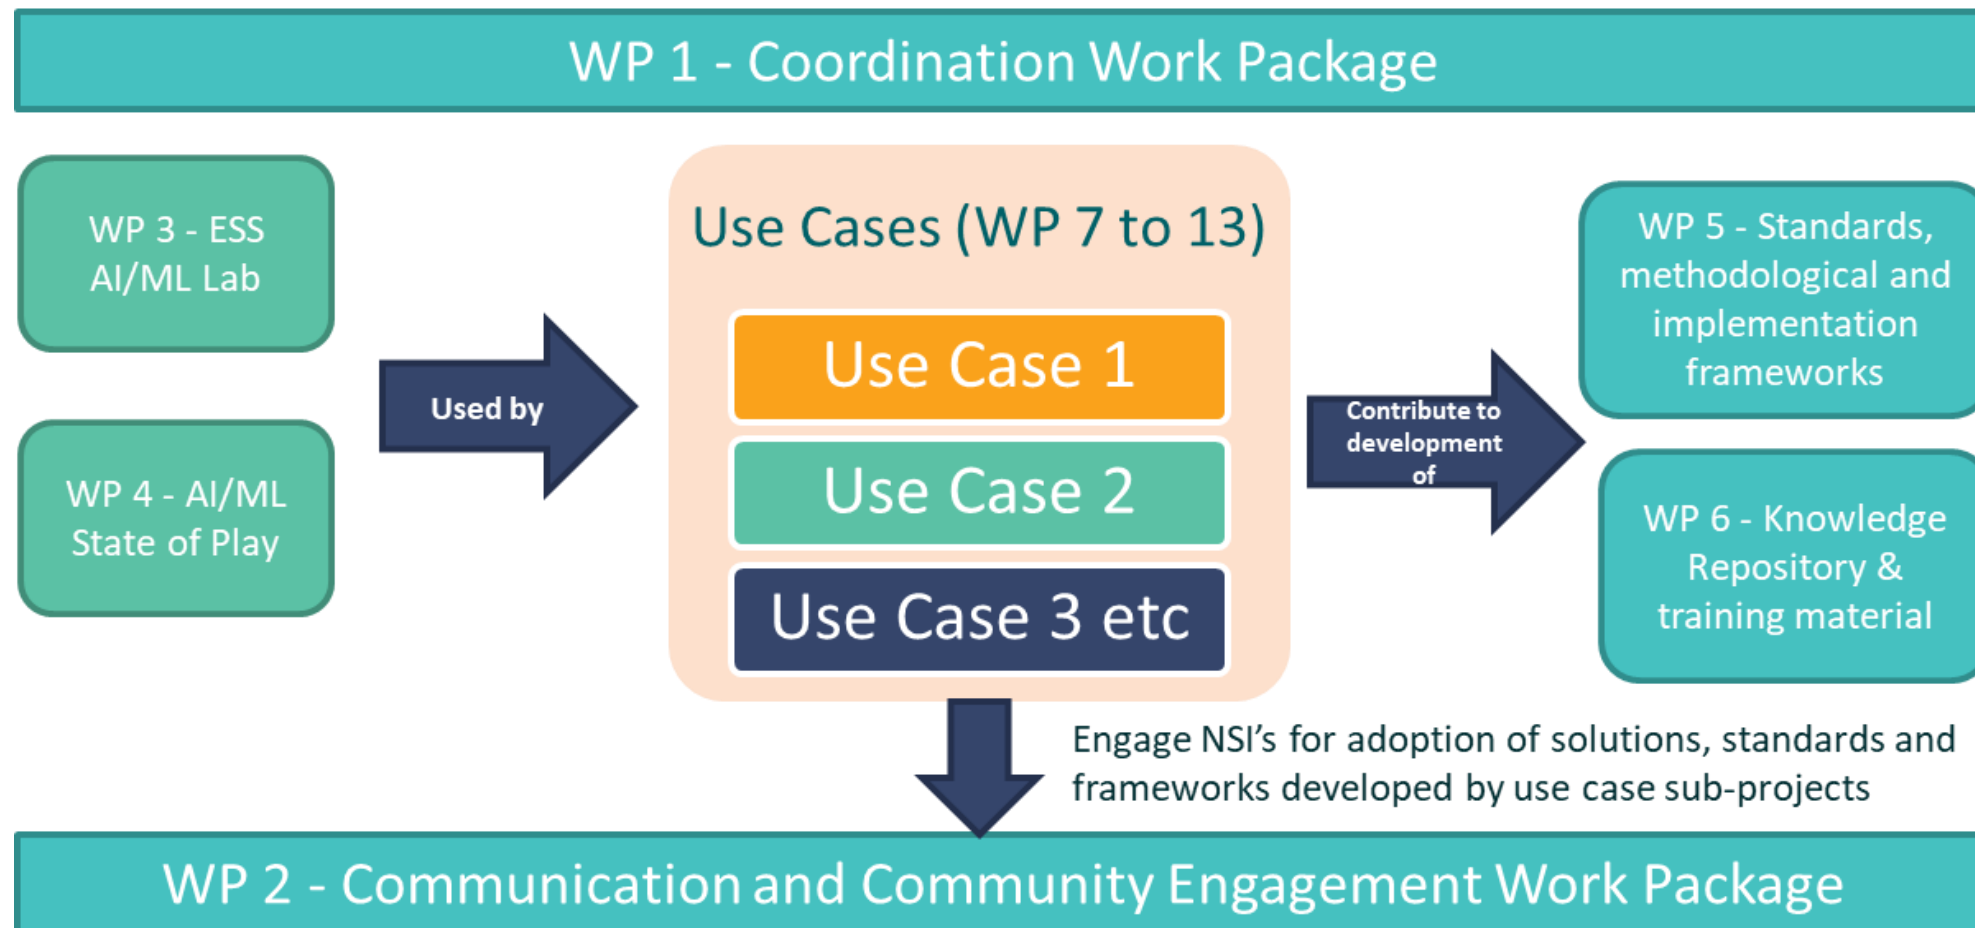 WP 1 - Coordination Work Package
WP 3 - ESS
AI/ML Lab
WP 4 - AI/ML
State of Play
Used by
Use Cases (WP 7 to 13)
Use Case 1
Use Case 2
Use Case 3 etc
Contribute to
development
of
WP 5 - Standards,
methodological and
implementation
frameworks
WP 6 - Knowledge
Repository &
training material
Engage NSI's for adoption of solutions, standards and
frameworks developed by use case sub-projects
WP 2 - Communication and Community Engagement Work Package